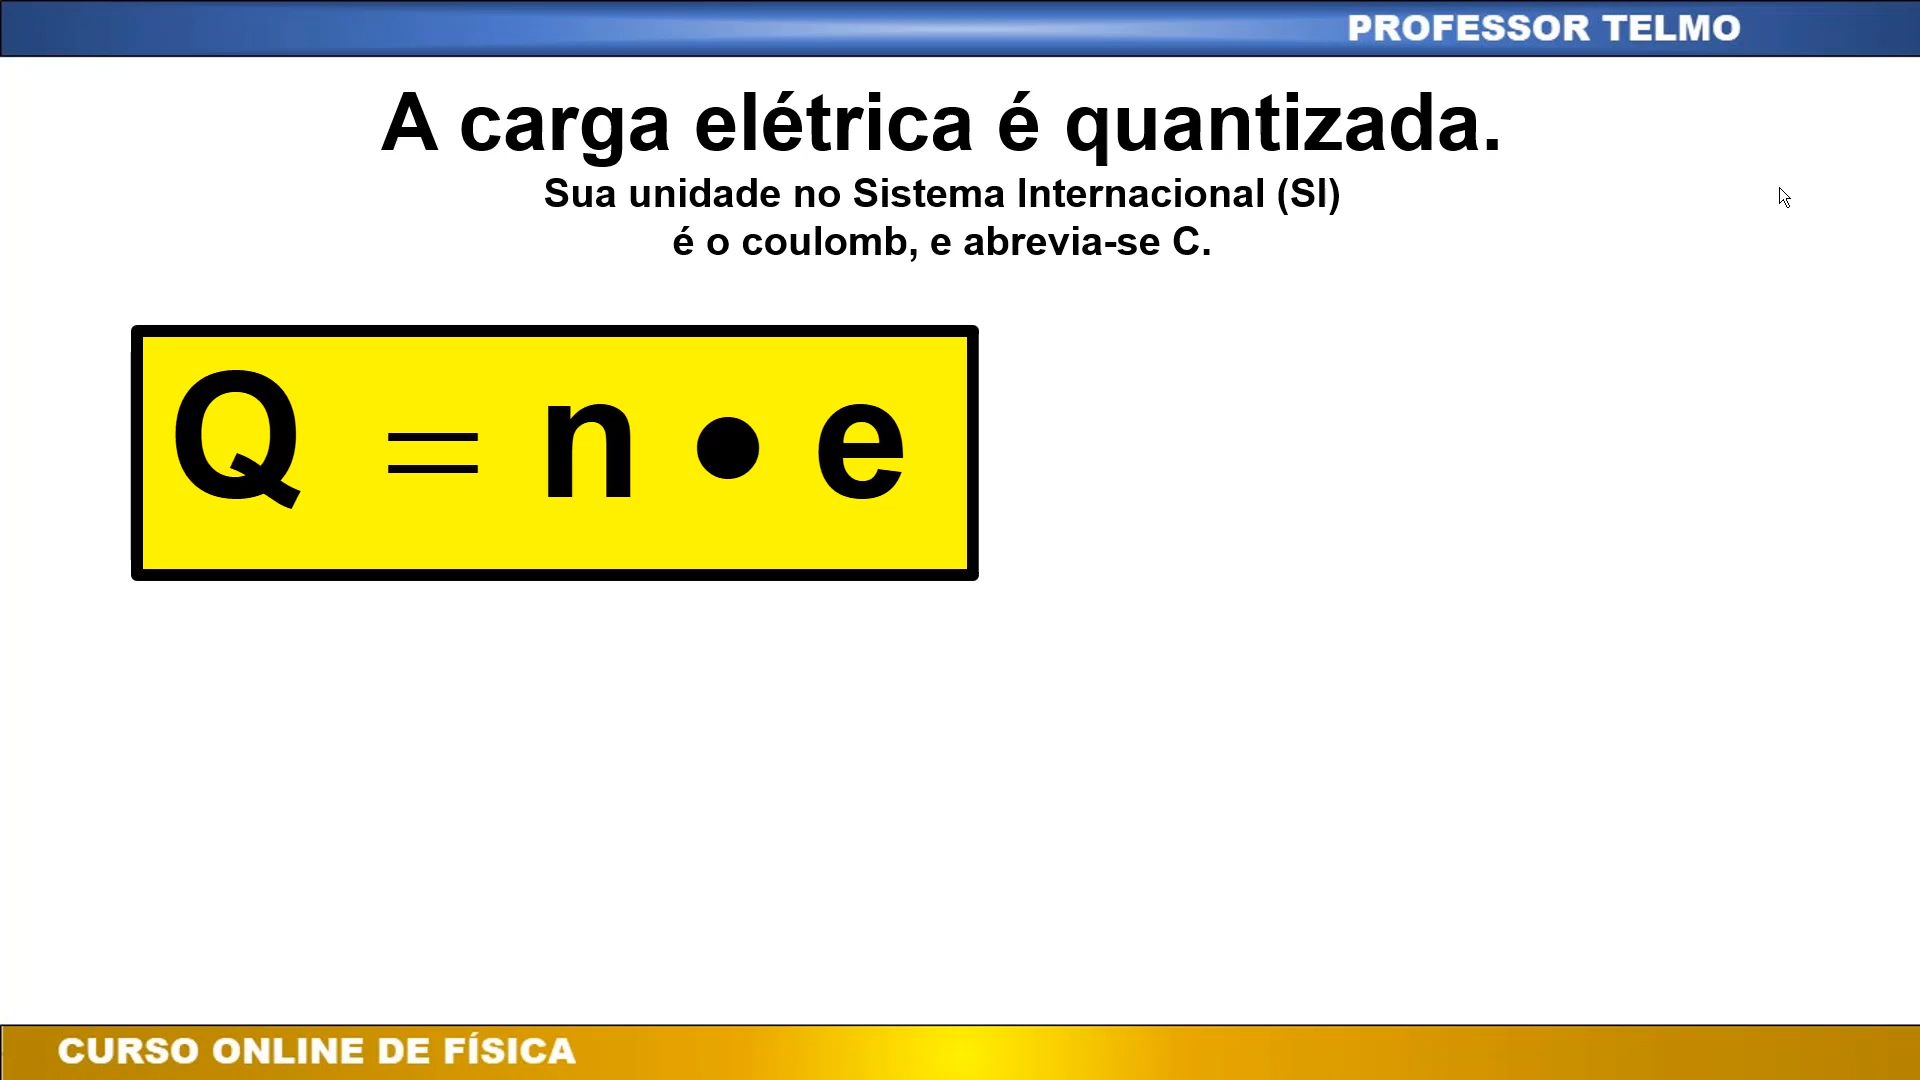 PROFESSOR TELMO
A carga elétrica é quantizada.
Sua unidade no Sistema Internacional (SI)
é o coulomb, e abrevia-se C.
Q = n • e
CURSO ONLINE DE FÍSICA